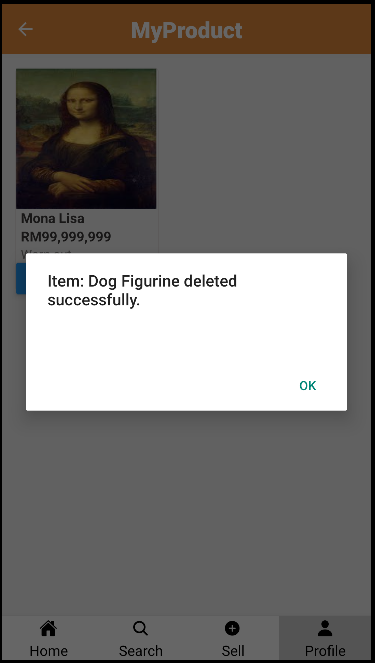 MyProduct
Mona Lisa
RM99,999,999
Item: Dog Figurine deleted
successfully.
OK
Home
Search
Sell
Profile